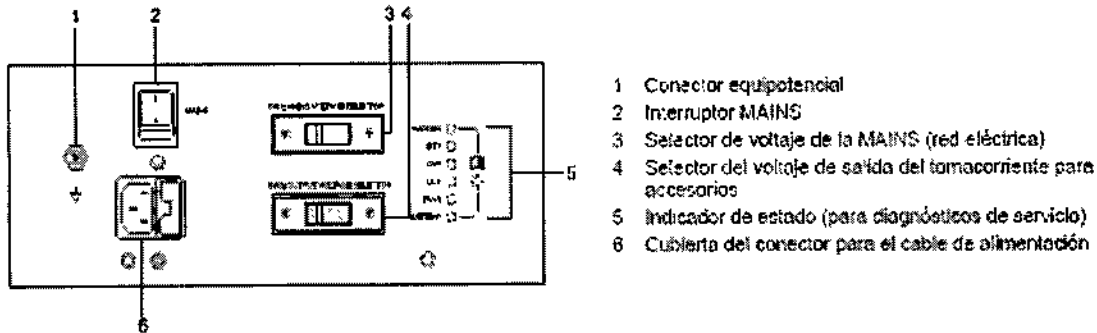 1
2
3 4
5
6
1 Conector equipotencial
2 Interruptor MAINS
3 Selector de voltaje de la MAINS (red eléctrica)
4 Selector del voltaje de salida del tomacorriente para
accesorios
5 Indicador de estado (para diagnósticos de servicio)
6 Cubierta del conector para el cable de alimentación